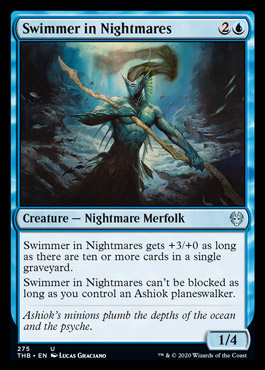 Swimmer in Nightmares 2
Creature — Nightmare Merfolk
Swimmer in Nightmares gets +3/+0 as long
as there are ten or more cards in a single
graveyard.
Swimmer in Nightmares can't be blocked as
long as you control an Ashiok planeswalker.
Ashiok's minions plumb the depths of the ocean
and the psyche.
1/4
275 U
THB • EN Lucas Graciano
™ & © 2020 Wizards of the Coast